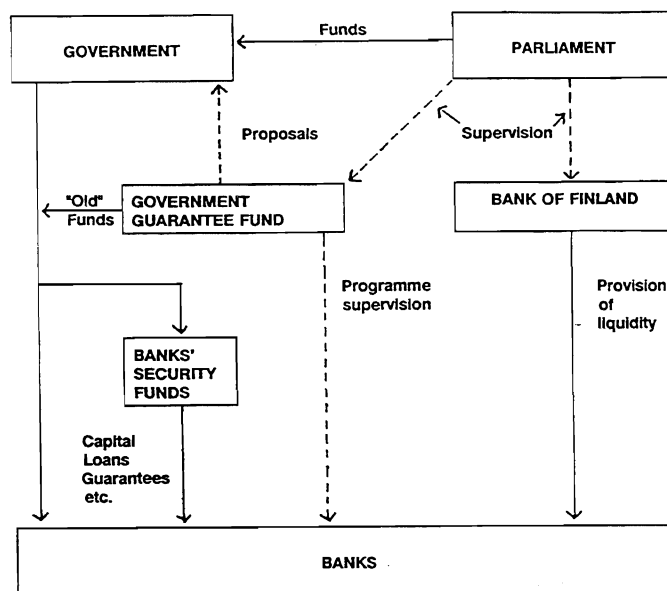 Funds
GOVERNMENT
PARLIAMENT
Proposals
Supervision
"Old"
Funds
GOVERNMENT
GUARANTEE FUND
BANK OF FINLAND
Programme
supervision
Provision
of
liquidity
BANKS'
SECURITY
FUNDS
Capital
Loans
Guarantees
etc.
BANKS